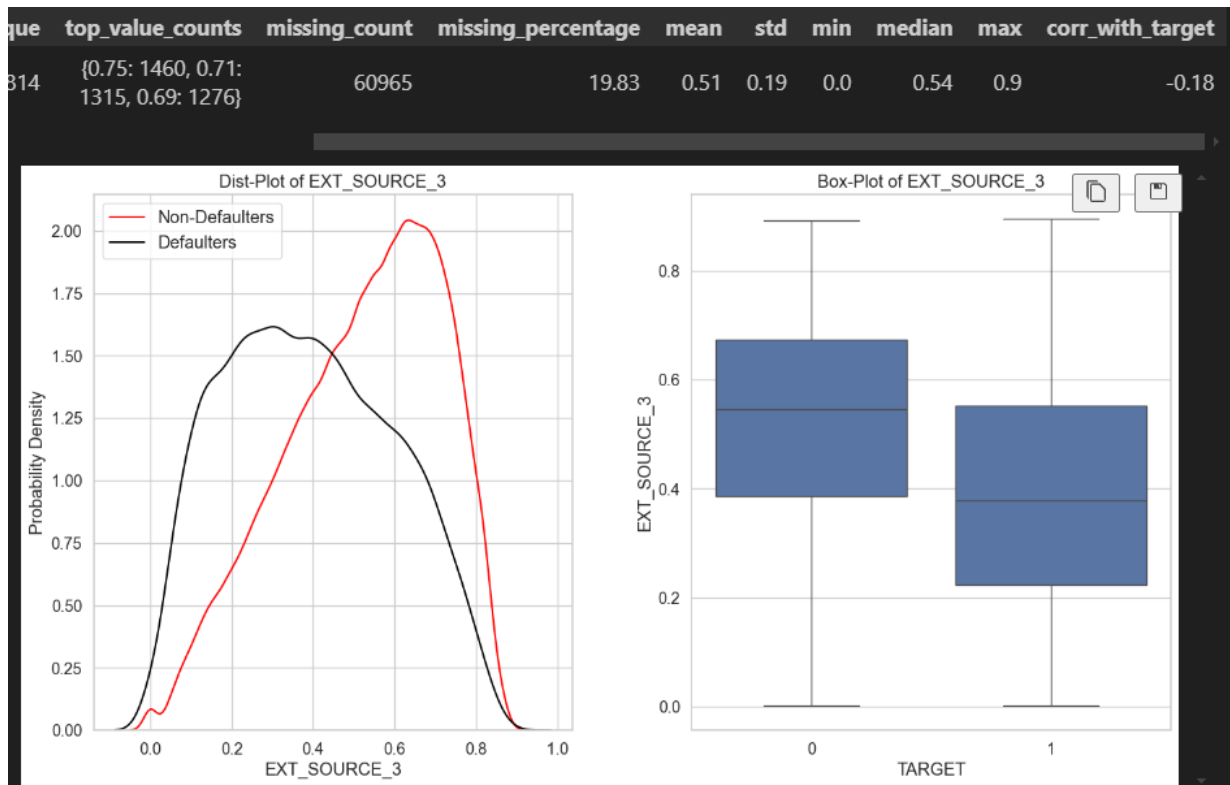 que top_value_counts missing_count missing_percentage mean std min median max corr_with_target
814 {0.75: 1460, 0.71: 60965 19.83 0.51 0.19 0.0 0.54 0.9 -0.18
1315, 0.69: 1276}
Dist-Plot of EXT_SOURCE_3
Non-Defaulters
Defaulters
2.00
1.75
1.50
1.25
1.00
0.75
0.50
0.25
0.00
Probability Density
0.0 0.2 0.4 0.6 0.8 1.0
EXT_SOURCE_3
Box-Plot of EXT_SOURCE_3
0.8
0.6
0.4
0.2
0.0
EXT_SOURCE_3
0 1
TARGET